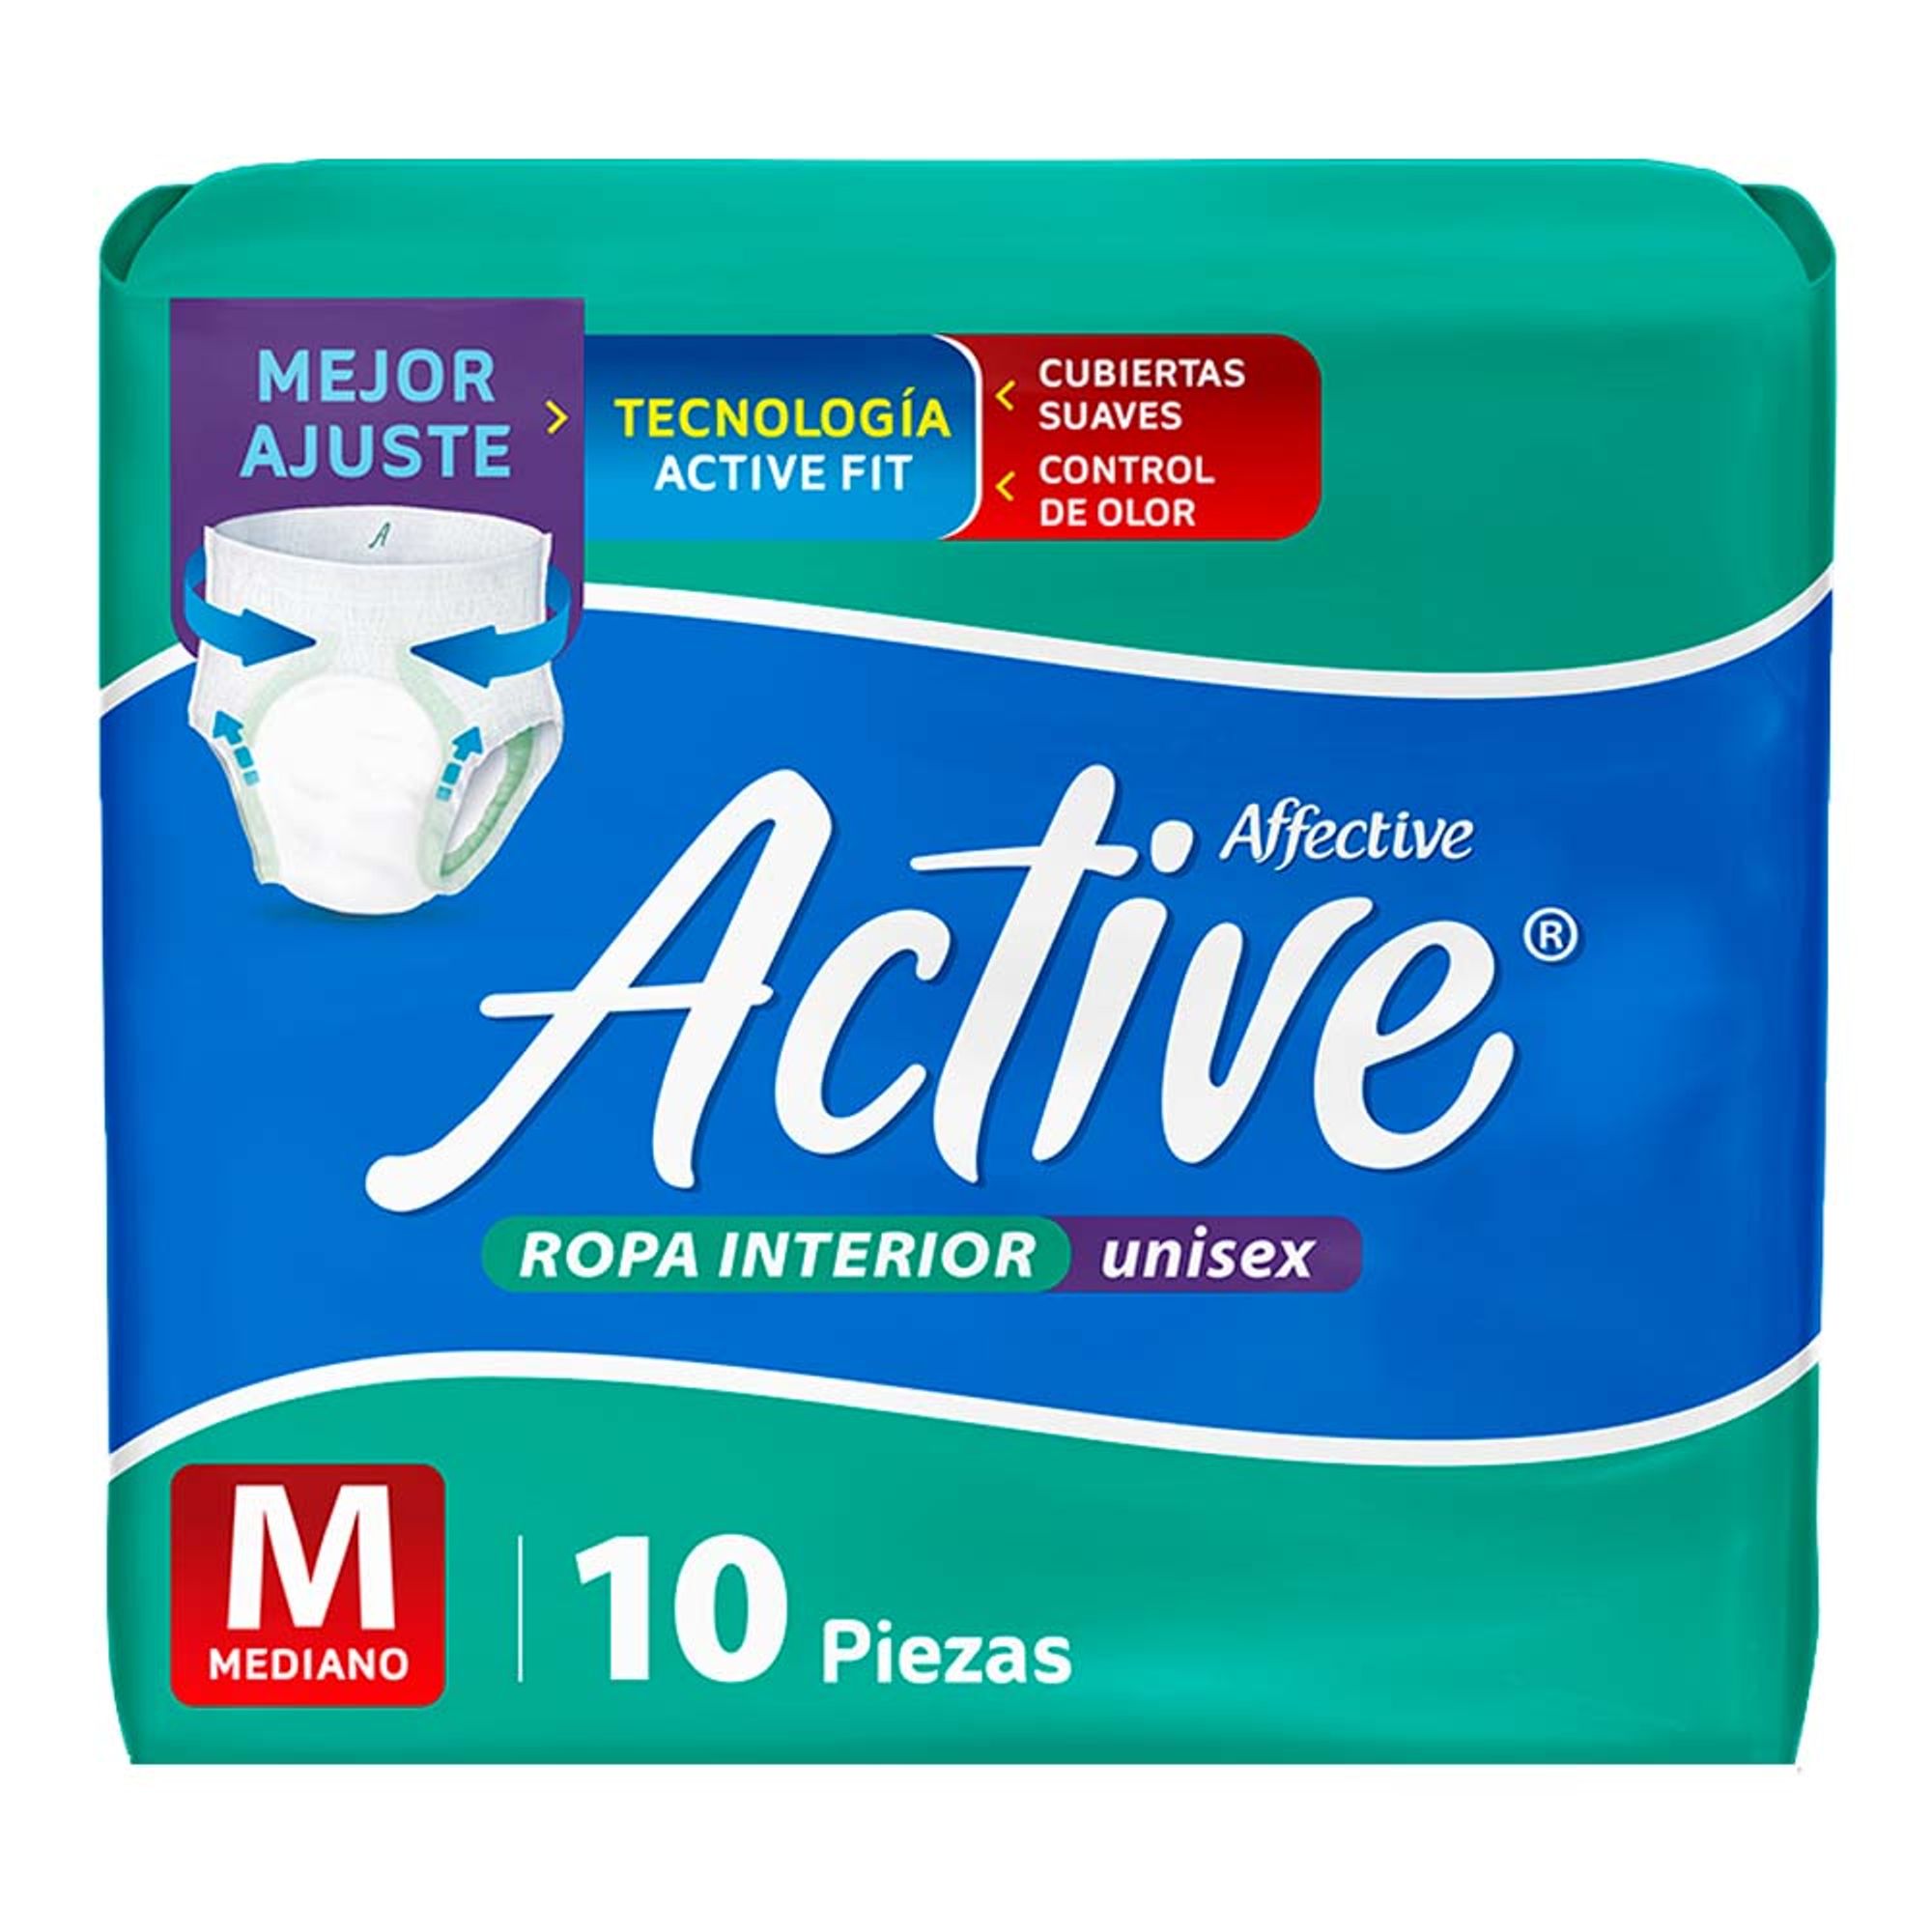 MEJOR
AJUSTE
TECNOLOGÍA
ACTIVE FIT
CUBIERTAS
SUAVES
CONTROL
DE OLOR
A
Affective
Active®
ROPA INTERIOR unisex
M
MEDIANO
10 Piezas